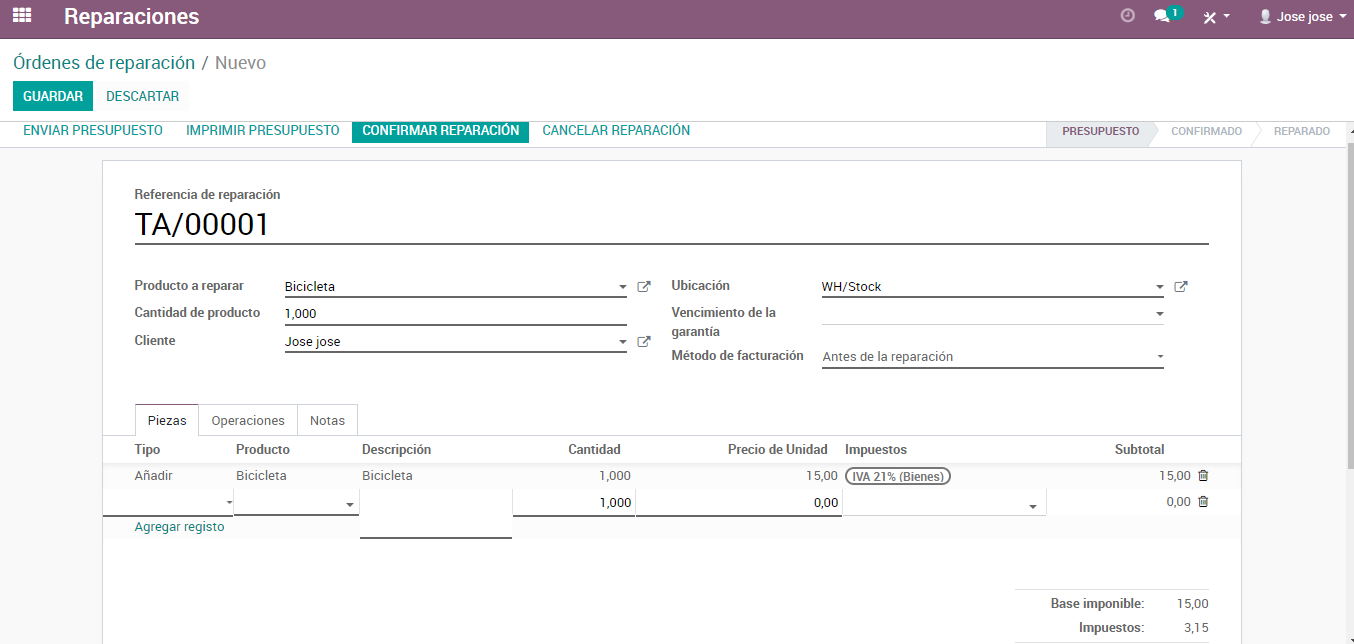 Reparaciones 1 Jose jose
Órdenes de reparación / Nuevo
GUARDAR DESCARTAR
ENVIAR PRESUPUESTO IMPRIMIR PRESUPUESTO CONFIRMAR REPARACIÓN CANCELAR REPARACIÓN PRESUPUESTO CONFIRMADO REPARADO
Referencia de reparación
TA/00001
Producto a reparar Bicicleta Ubicación WH/Stock
Cantidad de producto 1,000 Vencimiento de la
garantía
Cliente Jose jose
Método de facturación Antes de la reparación
Piezas Operaciones Notas
Tipo Producto Descripción Cantidad Precio de Unidad Impuestos Subtotal
Añadir Bicicleta Bicicleta 1,000 15,00 IVA 21% (Bienes) 15,00
1,000 0,00 0,00
Agregar registo
Base imponible: 15,00
Impuestos: 3,15